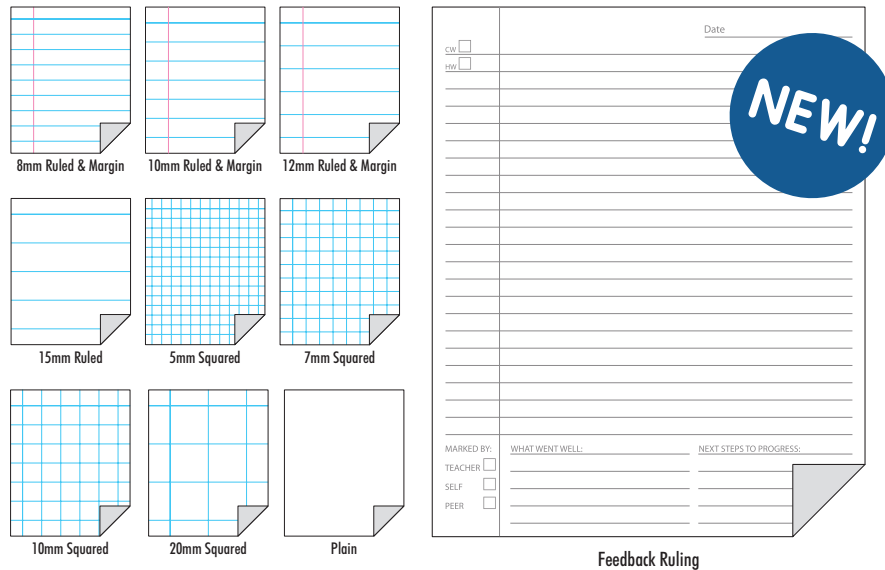 8mm Ruled & Margin
10mm Ruled & Margin
12mm Ruled & Margin
15mm Ruled
5mm Squared
7mm Squared
10mm Squared
20mm Squared
Plain
Date
CW
HW
NEW!
MARKED BY:
WHAT WENT WELL:
NEXT STEPS TO PROGRESS:
TEACHER
SELF
PEER
Feedback Ruling